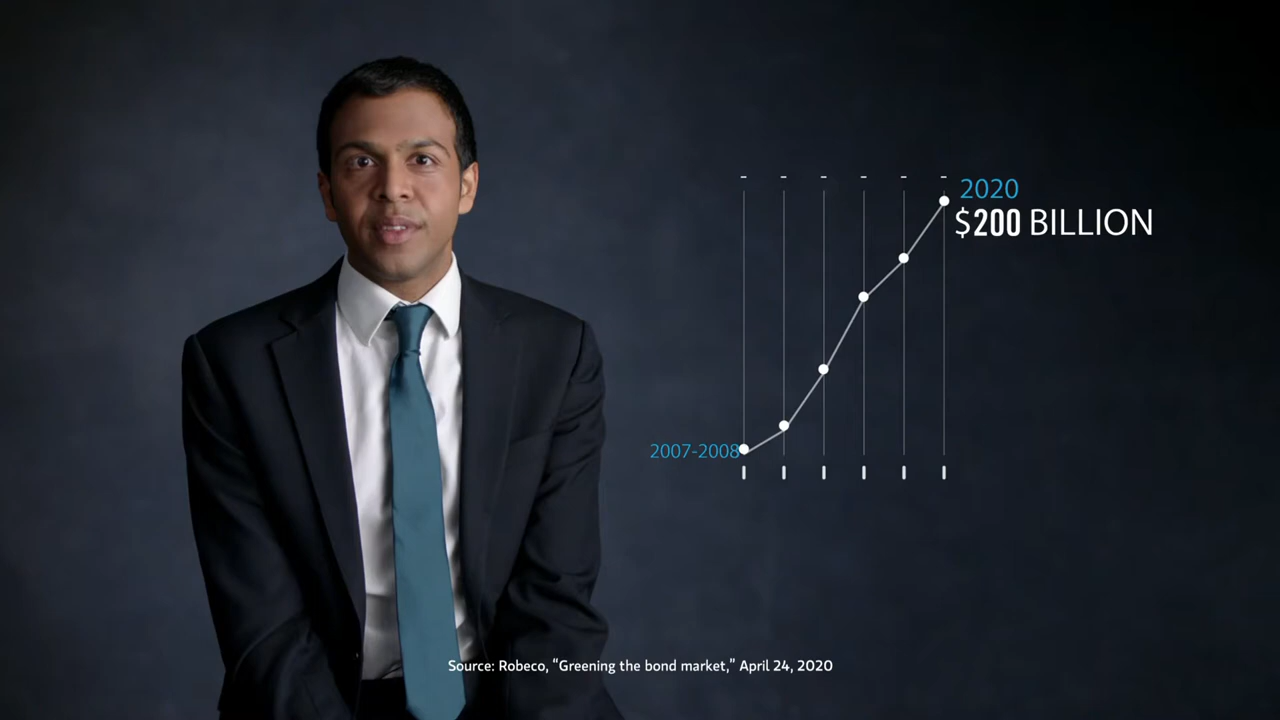 2020
$200 BILLION
2007-2008
Source: Robeco, “Greening the bond market,” April 24, 2020